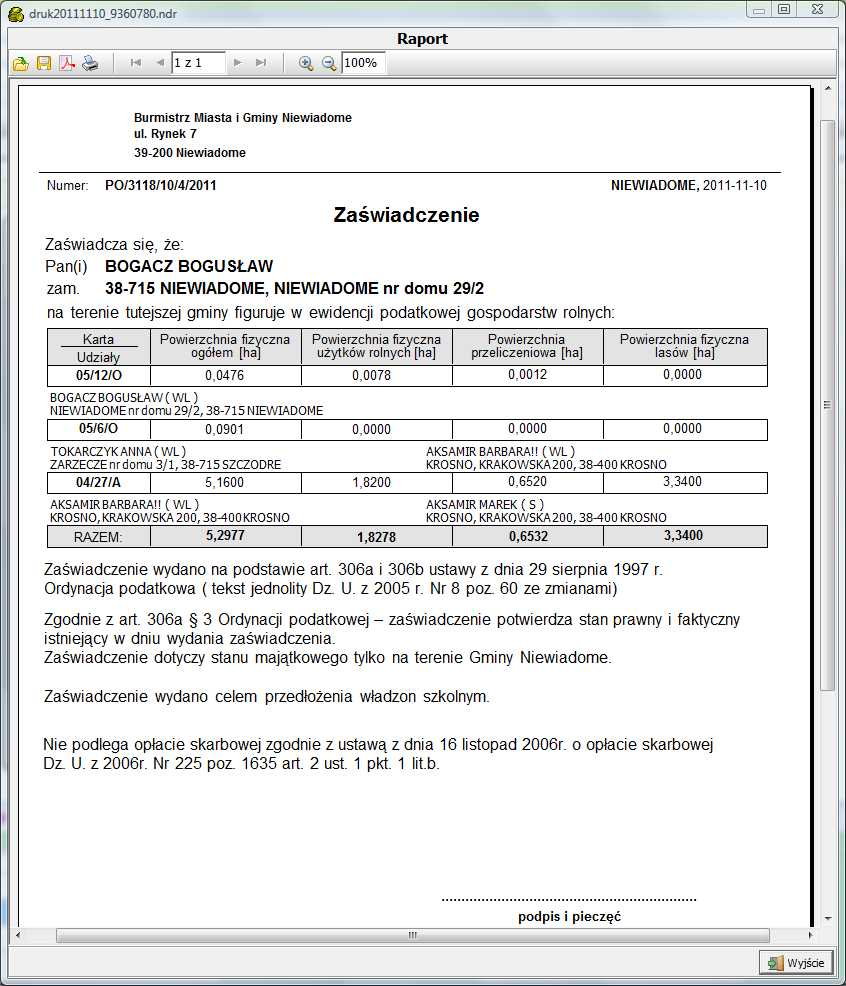 druk20111110_9360780.ndr
Raport
1 z 1 100%
Burmistrz Miasta i Gminy Niewiadome
ul. Rynek 7
39-200 Niewiadome
Numer: PO/3118/10/4/2011 NIEWIADOME, 2011-11-10
Zaświadczenie
Zaświadcza się, że:
Pan(i) BOGACZ BOGUSŁAW
zam. 38-715 NIEWIADOME, NIEWIADOME nr domu 29/2
na terenie tutejszej gminy figuruje w ewidencji podatkowej gospodarstw rolnych:
Karta Powierzchnia fizyczna Powierzchnia fizyczna Powierzchnia Powierzchnia fizyczna
Udziały ogółem [ha] użytków rolnych [ha] przeliczeniowa [ha] lasów [ha]
05/12/O 0,0476 0,0078 0,0012 0,0000
BOGACZ BOGUSŁAW ( WL )
NIEWIADOME nr domu 29/2, 38-715 NIEWIADOME
05/6/O 0,0901 0,0000 0,0000 0,0000
TOKARCZYK ANNA ( WL ) AKSAMIR BARBARA!! ( WL )
ZARZECZE nr domu 3/1, 38-715 SZCZODRE KROSNO, KRAKOWSKA 200, 38-400 KROSNO
04/27/A 5,1600 1,8200 0,6520 3,3400
AKSAMIR BARBARA!! ( WL ) AKSAMIR MAREK ( S )
KROSNO, KRAKOWSKA 200, 38-400 KROSNO KROSNO, KRAKOWSKA 200, 38-400 KROSNO
RAZEM: 5,2977 1,8278 0,6532 3,3400
Zaświadczenie wydano na podstawie art. 306a i 306b ustawy z dnia 29 sierpnia 1997 r.
Ordynacja podatkowa ( tekst jednolity Dz. U. z 2005 r. Nr 8 poz. 60 ze zmianami)
Zgodnie z art. 306a § 3 Ordynacji podatkowej – zaświadczenie potwierdza stan prawny i faktyczny
istniejący w dniu wydania zaświadczenia.
Zaświadczenie dotyczy stanu majątkowego tylko na terenie Gminy Niewiadome.
Zaświadczenie wydano celem przedłożenia władzon szkolnym.
Nie podlega opłacie skarbowej zgodnie z ustawą z dnia 16 listopad 2006r. o opłacie skarbowej
Dz. U. z 2006r. Nr 225 poz. 1635 art. 2 ust. 1 pkt. 1 lit.b.
................................................................
podpis i pieczęć
Wyjście